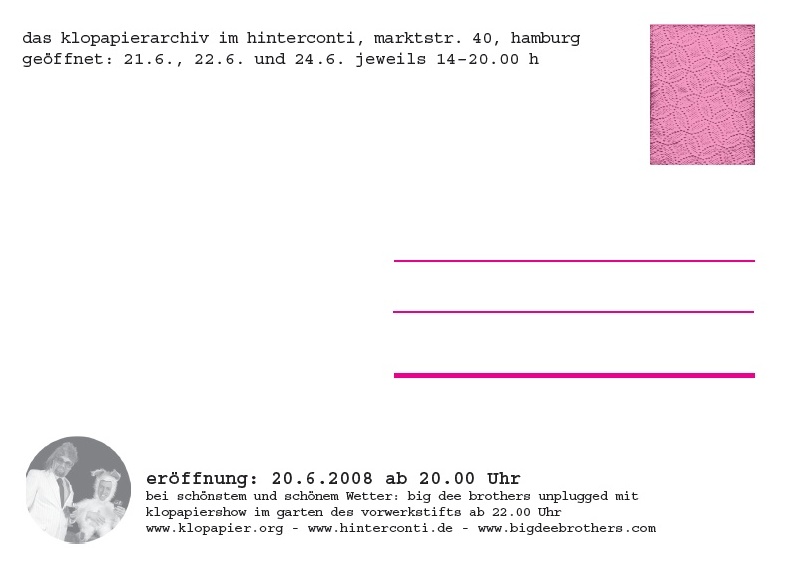 das klopapierarchiv im hinterconti, marktstr. 40, hamburg
geöffnet: 21.6., 22.6. und 24.6. jeweils 14-20.00 h
eröffnung: 20.6.2008 ab 20.00 Uhr
bei schönstem und schönem Wetter: big dee brothers unplugged mit
klopapiershow im garten des vorwerkstifts ab 22.00 Uhr
www.klopapier.org - www.hinterconti.de - www.bigdeebrothers.com